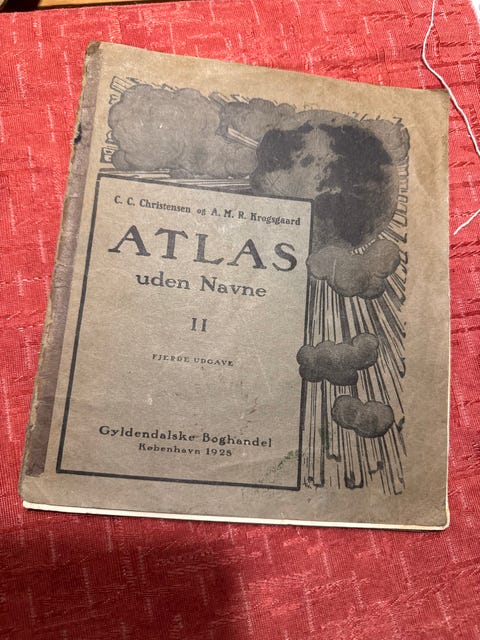 C. C. Christensen og A. M. R. Krogsgaard
ATLAS
uden Navne
II
FJERDE UDGAVE
Gyldendalske Boghandel
København 1928